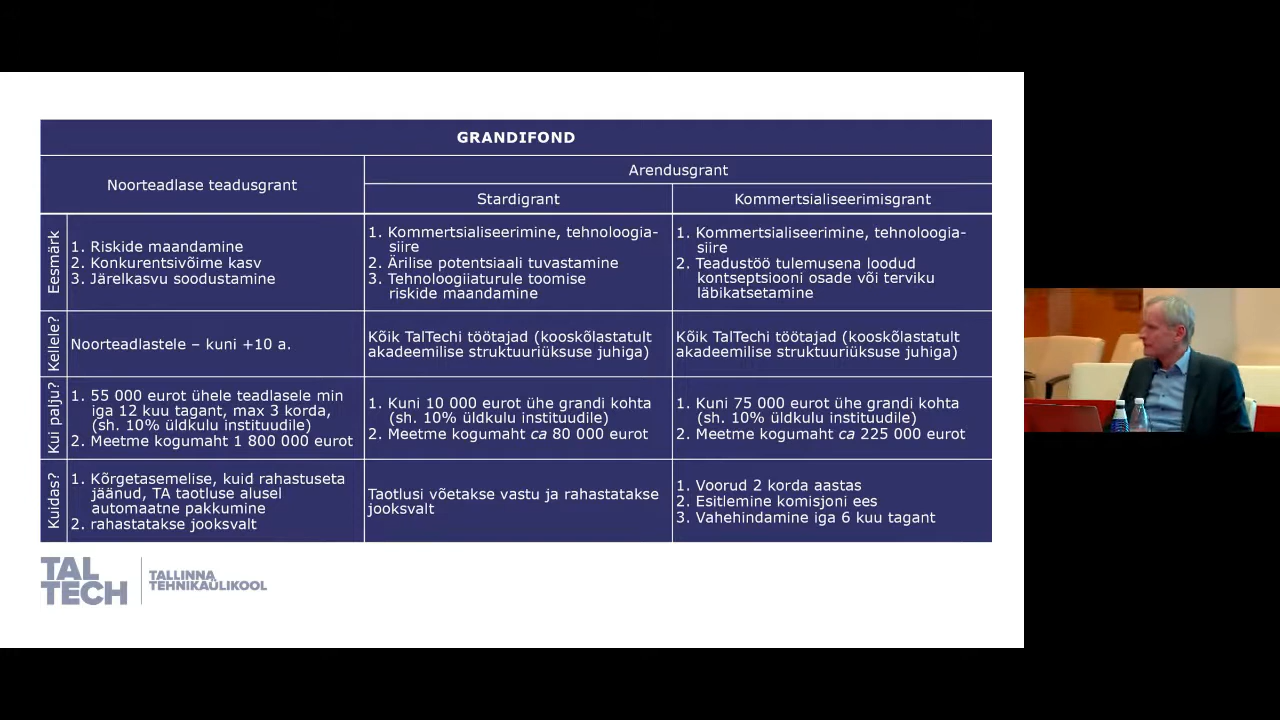 GRANDIFOND
Noorteadlase teadusgrant
Arendusgrant
Stardigrant
Kommertsialiseerimisgrant
Eesmärk
1. Riskide maandamine
2. Konkurentsivõime kasv
3. Järelkasvu soodustamine
1. Kommertsialiseerimine, tehnoloogia-
siire
2. Ärilise potensiaali tuvastamine
3. Tehnoloogiiaturule toomise
riskide maandamine
1. Kommertsialiseerimine, tehnoloogia-
siire
2. Teadustöö tulemusena loodud
kontseptsiooni osade või terviku
läbikatsetamine
Kellele?
Noorteadlastele – kuni +10 a.
Kõik TalTechi töötajad (kooskõlastatult
akadeemilise struktuuriüksuse juhiga)
Kõik TalTechi töötajad (kooskõlastatult
akadeemilise struktuuriüksuse juhiga)
Kui palju?
1. 55 000 eurot ühele teadlasele min
iga 12 kuu tagant, max 3 korda,
(sh. 10% üldkulu instituudile)
2. Meetme kogumaht 1 800 000 eurot
1. Kuni 10 000 eurot ühe grandi kohta
(sh. 10% üldkulu instituudile)
2. Meetme kogumaht ca 80 000 eurot
1. Kuni 75 000 eurot ühe grandi kohta
(sh. 10% üldkulu instituudile)
2. Meetme kogumaht ca 225 000 eurot
Kuidas?
1. Kõrgetasemelise, kuid rahastuseta
jäänud, TA taotluse alusel
automaatne pakkumine
2. rahastatakse jooksvalt
Taotlusi võetakse vastu ja rahastatakse
jooksvalt
1. Voorud 2 korda aastas
2. Esitlemine komisjoni ees
3. Vahehindamine iga 6 kuu tagant
TAL
TECH
TALLINNA
TEHNIKAÜLIKOOL